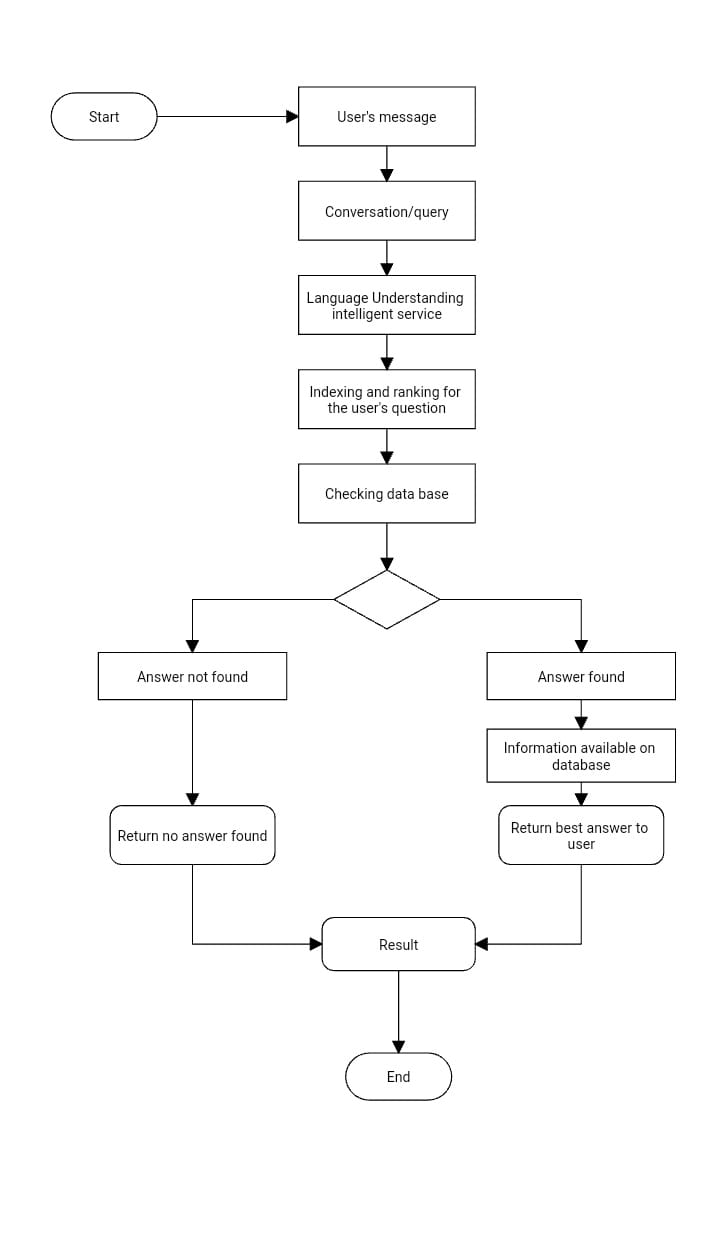 Start
User's message
Conversation/query
Language Understanding
intelligent service
Indexing and ranking for
the user's question
Checking data base
Answer not found
Answer found
Information available on
database
Return no answer found
Return best answer to
user
Result
End